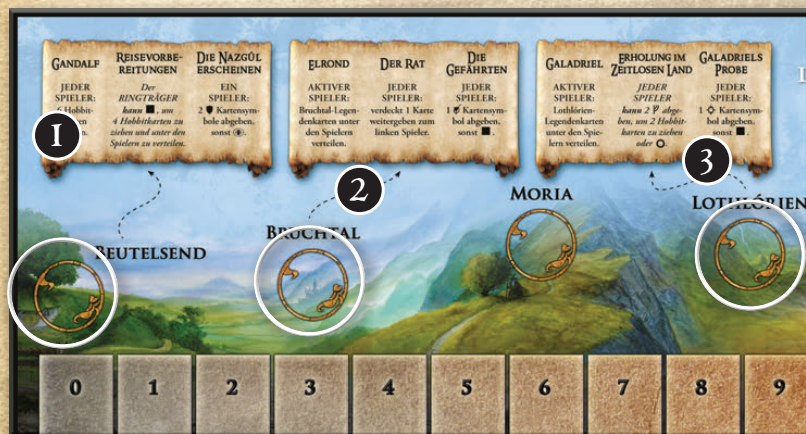 GANDALF
JEDER
SPIELER:
6 Hobbit-
REISEVORBE-
REITUNGEN
Der
RINGTRÄGER
kann ■, um
4 Hobbitkarten zu
ziehen und unter den
Spielern zu verteilen.
DIE NAZGÛL
ERSCHEINEN
EIN
SPIELER:
2 Kartensym-
bole abgeben,
sonst .
ELROND
AKTIVER
SPIELER:
Bruchtal-Legen-
denkarten unter
den Spielern
verteilen.
DER RAT
JEDER
SPIELER:
verdeckt 1 Karte
weitergeben zum
linken Spieler.
DIE
GEFÄHRTEN
JEDER
SPIELER:
1 Kartensym-
bol abgeben,
sonst ■.
GALADRIEL
AKTIVER
SPIELER:
Lothlórien-
Legendenkarten
unter den Spie-
lern verteilen.
ERHOLUNG IM
ZEITLOSEN LAND
JEDER
SPIELER
kann 2 abge-
ben, um 2 Hobbit-
karten zu ziehen
oder .
GALADRIELS
PROBE
JEDER
SPIELER:
1 Kartensym-
bol abgeben,
sonst ■.
1
2
3
BEUTELSEND
BRUCHTAL
MORIA
LOTHLÓRIEN
0 1 2 3 4 5 6 7 8 9